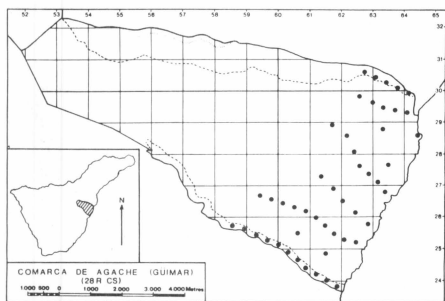 52 53 54 55 56 57 58 59 60 61 62 63 64 65
31
30
29
28
27
26
25
24
N
COMARCA DE AGACHE (GUIMAR)
(28R CS)
1.000 500 0 1.000 2.000 3.000 4.000 Metres